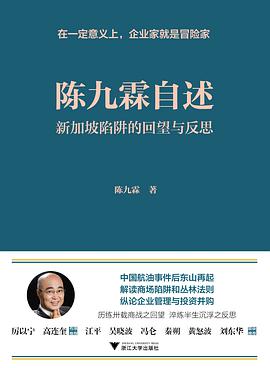 在一定意义上，企业家就是冒险家
陈九霖自述
新加坡陷阱的回望与反思
陈九霖 著
中国航油事件后东山再起
解读商场陷阱和丛林法则
纵论企业管理与投资并购
历练卅载商战之回望 淬炼半生沉浮之反思
厉以宁 高连奎 江平 吴晓波 冯仑 秦朔 黄怒波 刘东华
浙江大学出版社